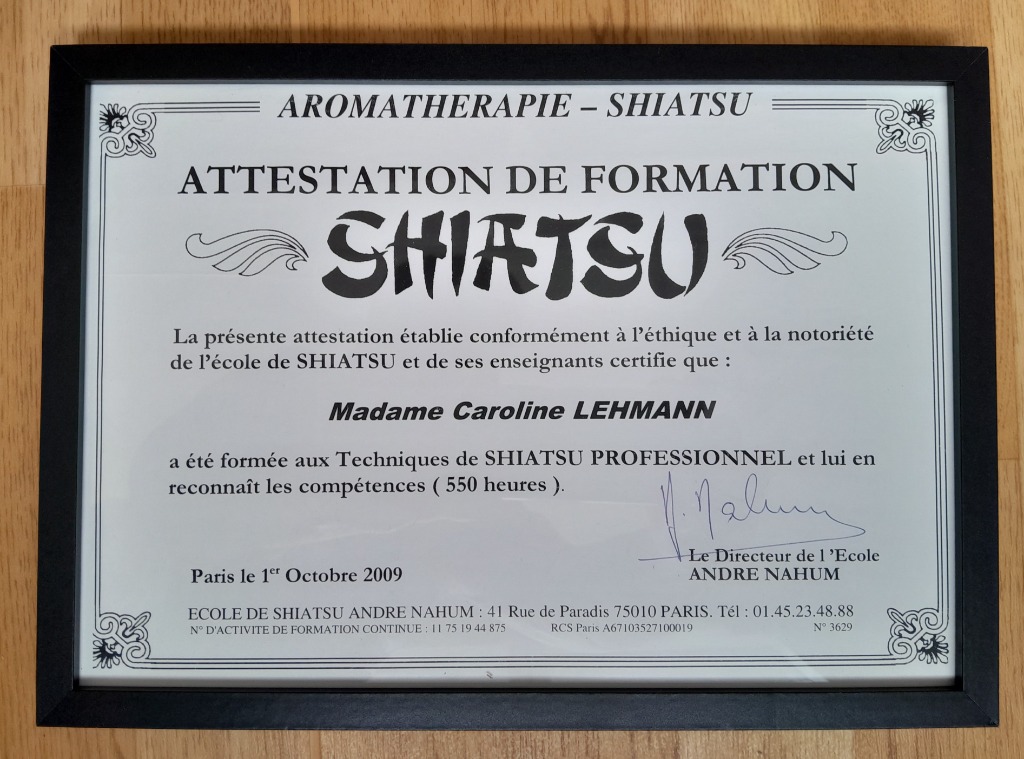 AROMATHERAPIE – SHIATSU
ATTESTATION DE FORMATION
SHIATSU
La présente attestation établie conformément à l'éthique et à la notoriété
de l'école de SHIATSU et de ses enseignants certifie que :
Madame Caroline LEHMANN
a été formée aux Techniques de SHIATSU PROFESSIONNEL et lui en
reconnaît les compétences ( 550 heures ).
A. Nahum
Le Directeur de l 'Ecole
ANDRE NAHUM
Paris le 1er Octobre 2009
ECOLE DE SHIATSU ANDRE NAHUM : 41 Rue de Paradis 75010 PARIS. Tél : 01.45.23.48.88
N° D'ACTIVITE DE FORMATION CONTINUE : 11 75 19 44 875 RCS Paris A67103527100019 N° 3629